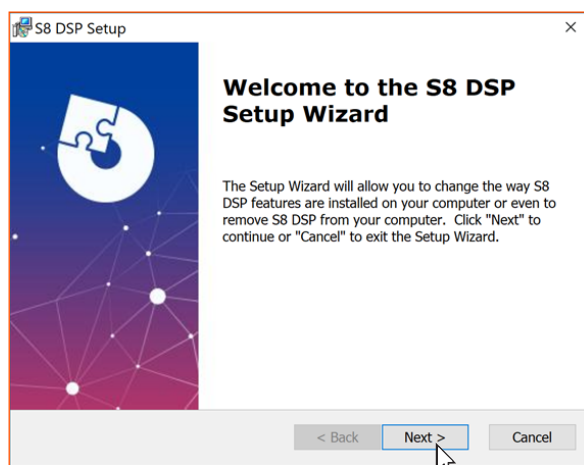 S8 DSP Setup
Welcome to the S8 DSP
Setup Wizard
The Setup Wizard will allow you to change the way S8
DSP features are installed on your computer or even to
remove S8 DSP from your computer.  Click "Next" to
continue or "Cancel" to exit the Setup Wizard.
< Back Next > Cancel